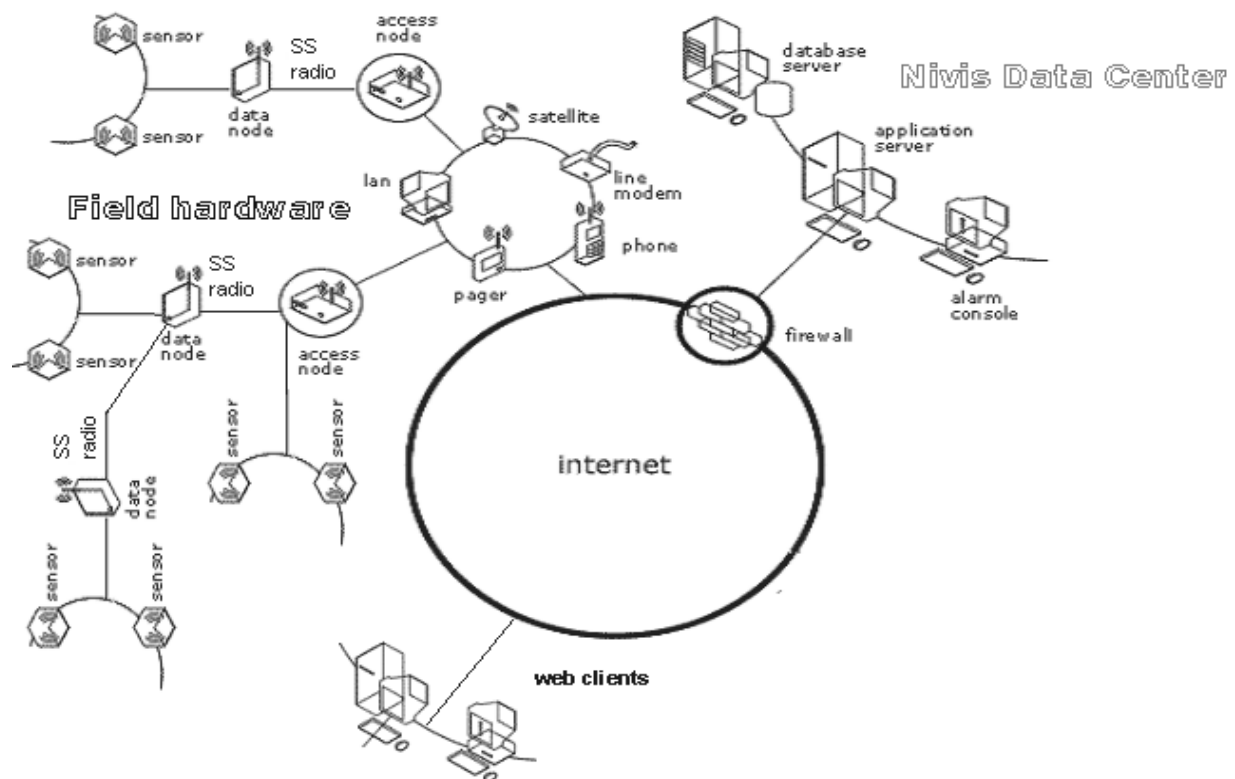 sensor
SS
radio
access
node
data
node
sensor
database
server
Nivis Data Center
satellite
application
server
lan
line
modem
Field hardware
phone
sensor
SS
radio
pager
alarm
console
firewall
sensor
data
node
access
node
SS
radio
sensor
sensor
internet
data
node
sensor
sensor
web clients